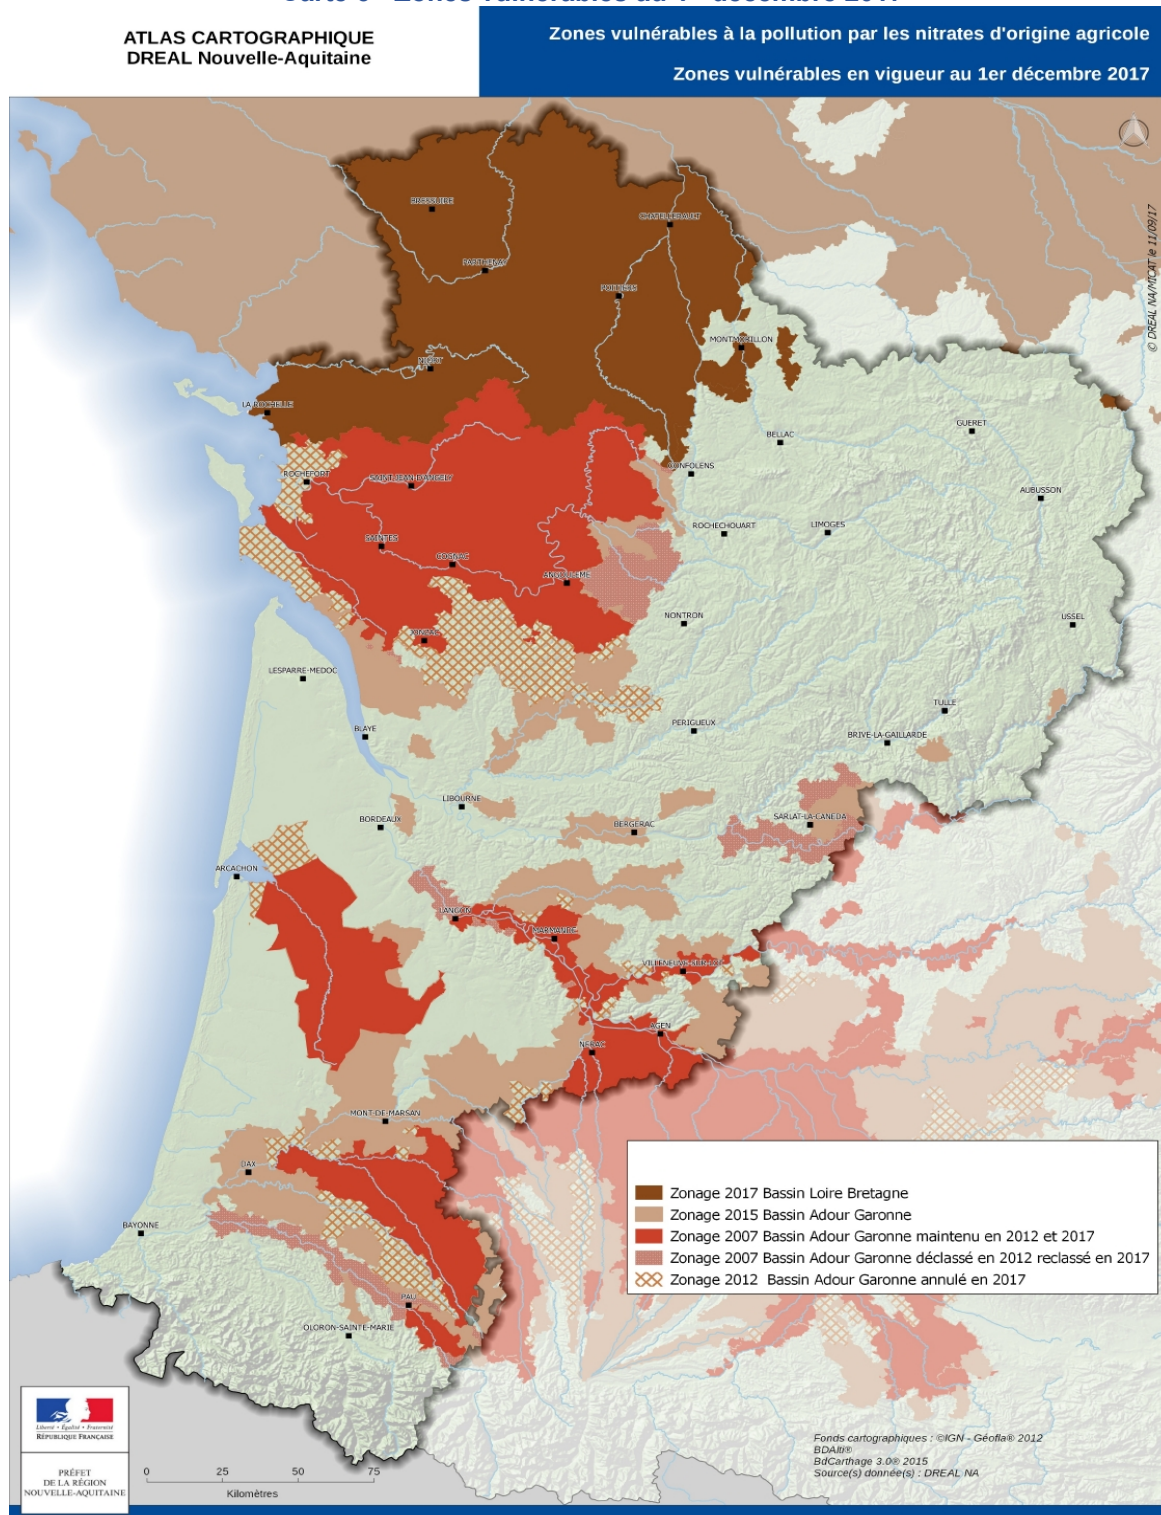 ATLAS CARTOGRAPHIQUE
DREAL Nouvelle-Aquitaine
Zones vulnérables à la pollution par les nitrates d'origine agricole
Zones vulnérables en vigueur au 1er décembre 2017
© DREAL NA/MICAT le 11/09/17
BRESSUIRE
CHATELLERAULT
PARTHENAY
POITIERS
MONTMORILLON
NIORT
LA ROCHELLE
GUERET
BELLAC
CONFOLENS
ROCHEFORT
SAINT-JEAN-D'ANGELY
AUBUSSON
ROCHECHOUART
LIMOGES
SAINTES
COGNAC
ANGOULEME
NONTRON
USSEL
JONZAC
LESPARRE-MEDOC
TULLE
PERIGUEUX
BLAYE
BRIVE-LA-GAILLARDE
LIBOURNE
BORDEAUX
BERGERAC
SARLAT-LA-CANEDA
ARCACHON
LANGON
MARMANDE
VILLENEUVE-SUR-LOT
AGEN
NERAC
MONT-DE-MARSAN
DAX
BAYONNE
PAU
OLORON-SAINTE-MARIE
Zonage 2017 Bassin Loire Bretagne
Zonage 2015 Bassin Adour Garonne
Zonage 2007 Bassin Adour Garonne maintenu en 2012 et 2017
Zonage 2007 Bassin Adour Garonne déclassé en 2012 reclassé en 2017
Zonage 2012 Bassin Adour Garonne annulé en 2017
Liberté • Égalité • Fraternité
RÉPUBLIQUE FRANÇAISE
PRÉFET
DE LA RÉGION
NOUVELLE-AQUITAINE
0 25 50 75
Kilomètres
Fonds cartographiques : ©IGN - Géofla® 2012
BDAlti®
BdCarthage 3.0® 2015
Source(s) donnée(s) : DREAL NA